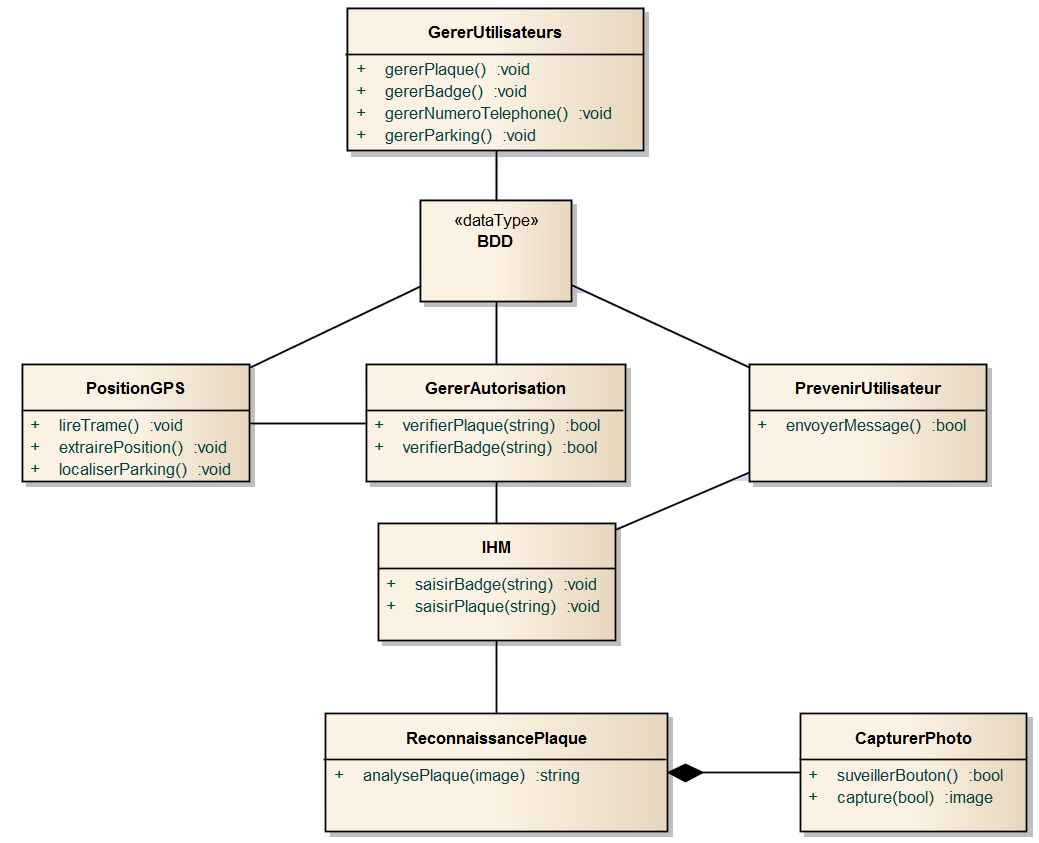 GererUtilisateurs
+ gererPlaque() :void
+ gererBadge() :void
+ gererNumeroTelephone() :void
+ gererParking() :void
«dataType»
BDD
PositionGPS
+ lireTrame() :void
+ extrairePosition() :void
+ localiserParking() :void
GererAutorisation
+ verifierPlaque(string) :bool
+ verifierBadge(string) :bool
PrevenirUtilisateur
+ envoyerMessage() :bool
IHM
+ saisirBadge(string) :void
+ saisirPlaque(string) :void
ReconnaissancePlaque
+ analysePlaque(image) :string
CapturerPhoto
+ suveillerBouton() :bool
+ capture(bool) :image